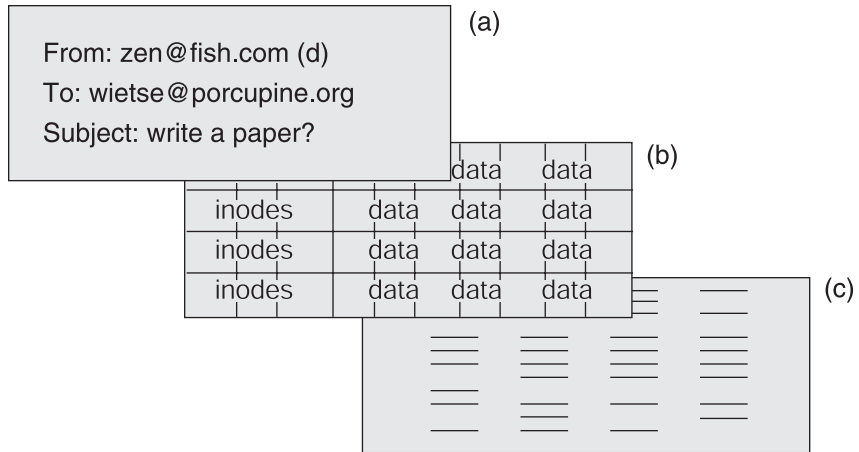 (a)
From: zen@fish.com (d)
To: wietse@porcupine.org
Subject: write a paper?
(b)
data data
inodes data data data
inodes data data data
inodes data data data
(c)